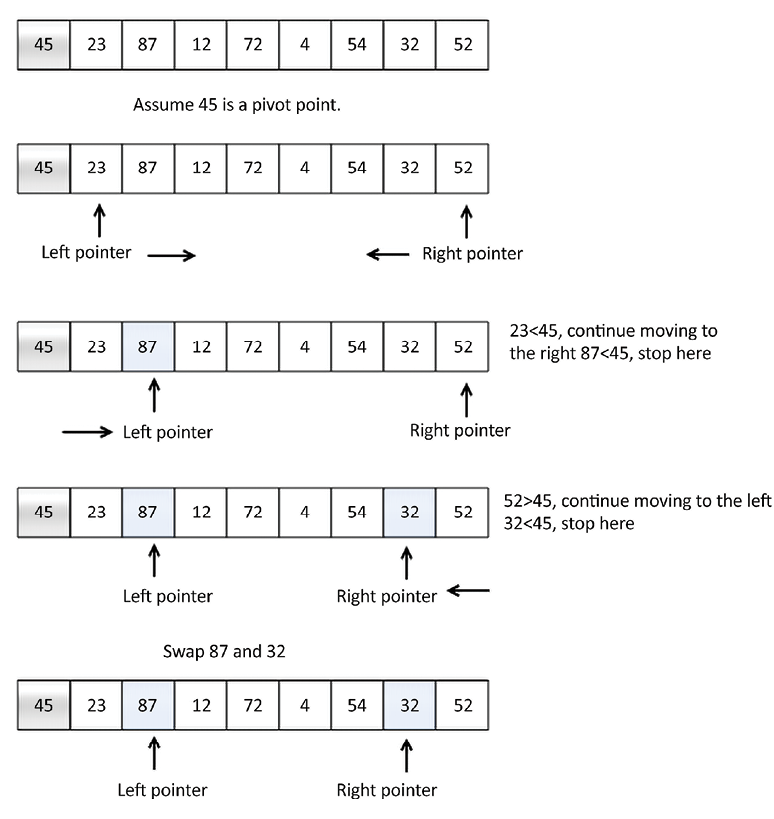 45 23 87 12 72 4 54 32 52
Assume 45 is a pivot point.
45 23 87 12 72 4 54 32 52
Left pointer
Right pointer
45 23 87 12 72 4 54 32 52
23<45, continue moving to
the right 87<45, stop here
Left pointer
Right pointer
45 23 87 12 72 4 54 32 52
52>45, continue moving to the left
32<45, stop here
Left pointer
Right pointer
Swap 87 and 32
45 23 87 12 72 4 54 32 52
Left pointer
Right pointer